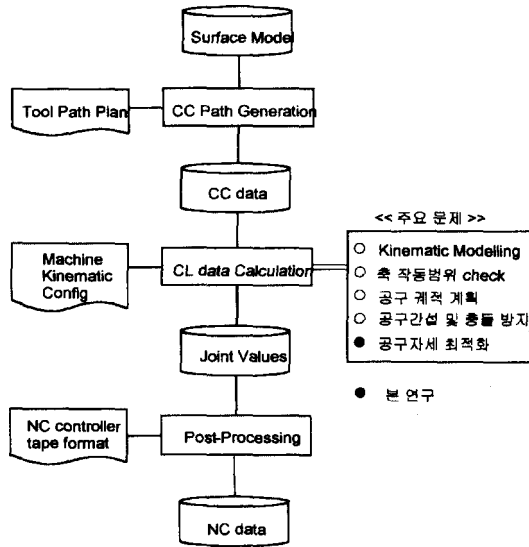 Surface Model
Tool Path Plan
CC Path Generation
CC data
<< 주요 문제 >>
Machine
Kinematic
Config
CL data Calculation
○ Kinematic Modelling
○ 축 작동범위 check
○ 공구 궤적 계획
○ 공구간섭 및 충돌 방지
● 공구자세 최적화
Joint Values
● 본 연구
NC controller
tape format
Post-Processing
NC data